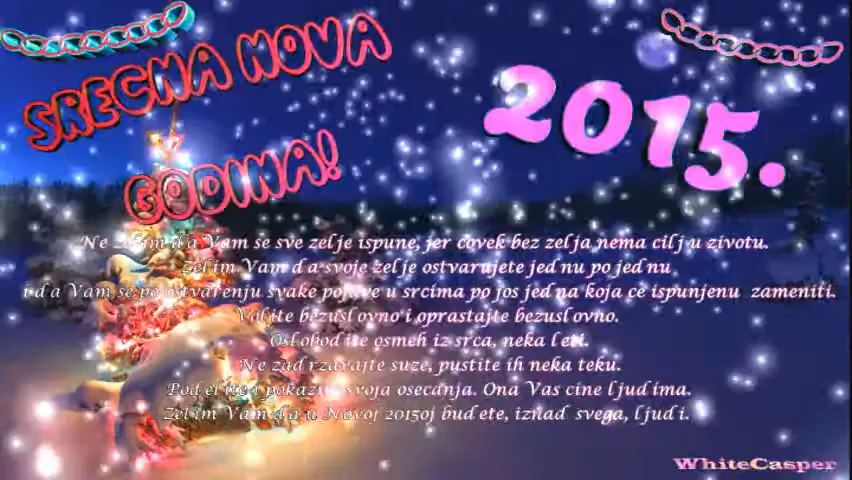 SRECNA NOVA
GODINA!
2015.
Ne zelim da Vam se sve zelje ispune, jer covek bez zelja nema cilj u zivotu.
Zelim Vam da svoje zelje ostvarujete jednu po jednu
i da Vam se po ostvarenju svake pojave u srcima po jos jedna koja ce ispunjenu zameniti.
Volite bezuslovno i oprastajte bezuslovno.
Oslobodite osmeh iz srca, neka leti.
Ne zadrzavajte suze, pustite ih neka teku.
Podelite i svoja osecanja. Ona Vas cine ljudima.
Zelim Vam da u Novoj 2015oj budete, iznad svega, ljudi.
WhiteCasper